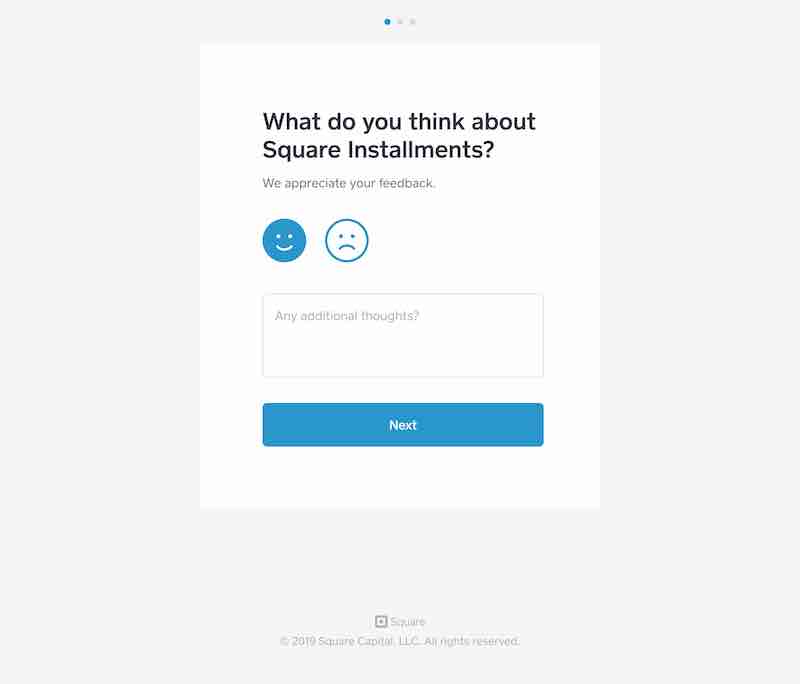 What do you think about
Square Installments?
We appreciate your feedback.
Any additional thoughts?
Next
Square
© 2019 Square Capital, LLC. All rights reserved.